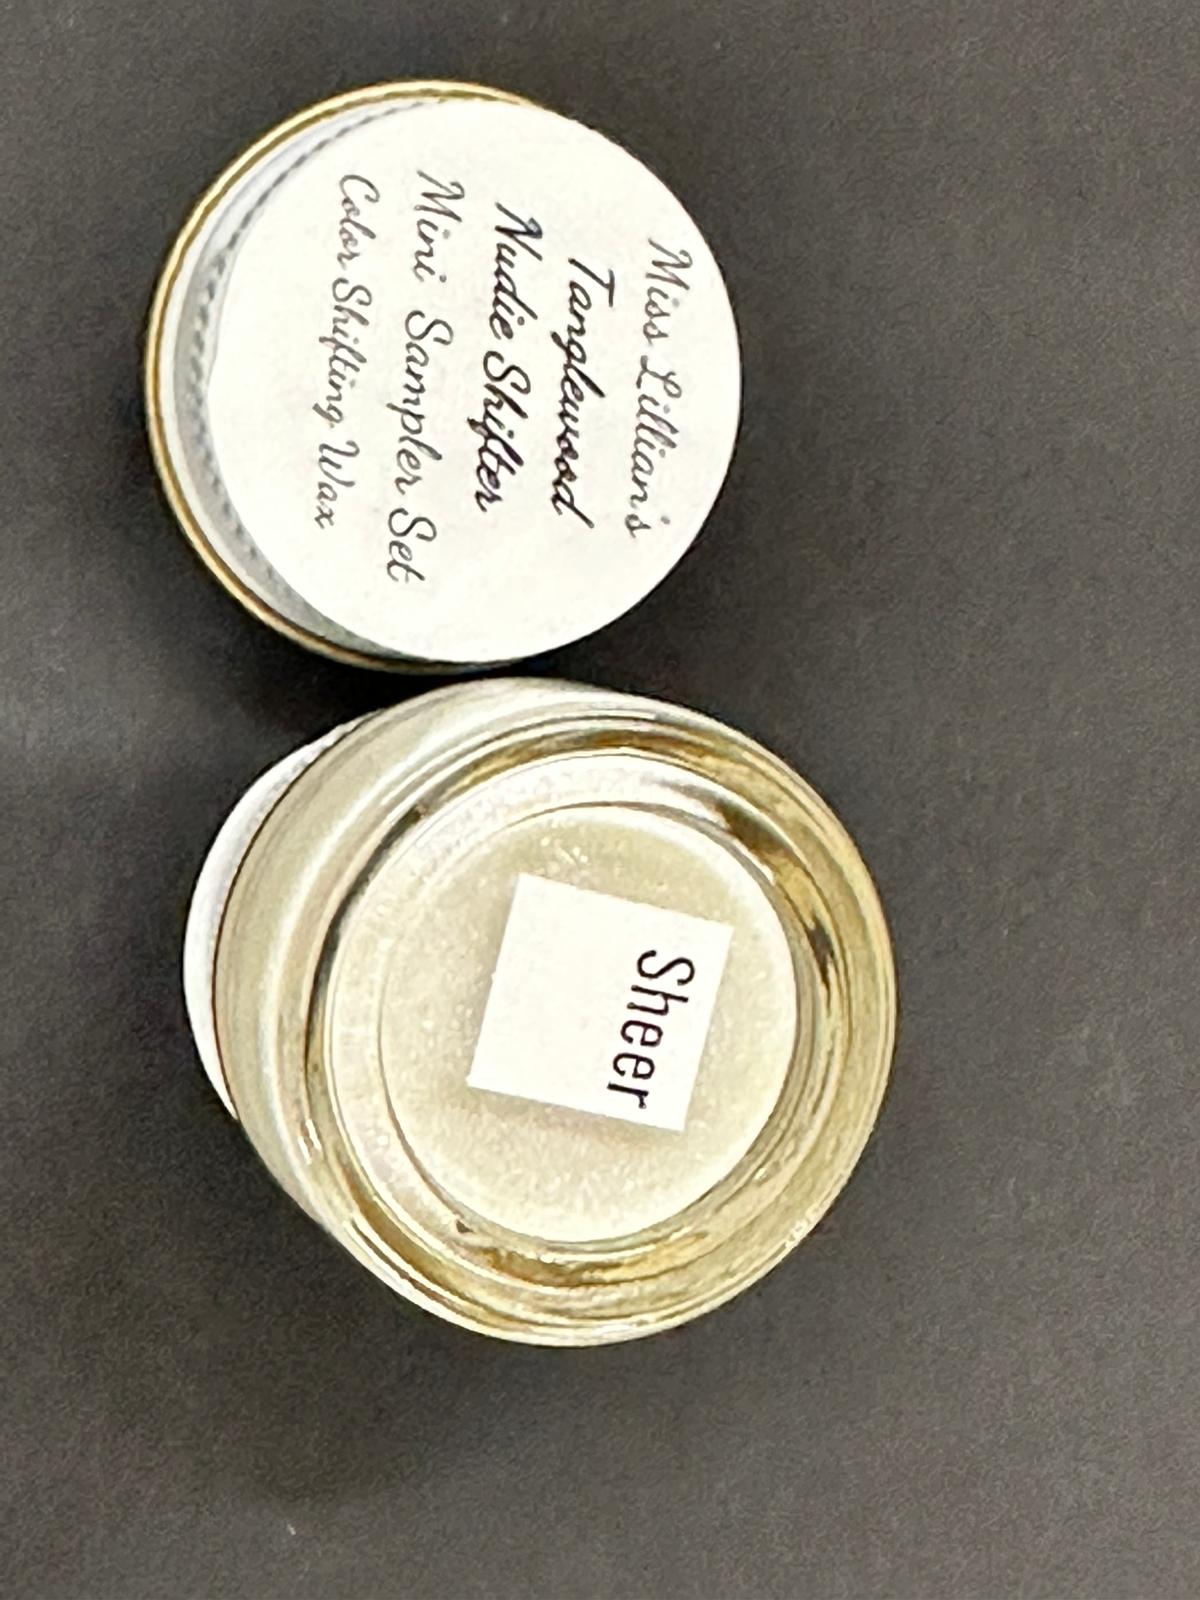 Miss Lillian's
Tanglewood
Nudie Shifter
Mini Sampler Set
Color Shifting Wax
Sheer